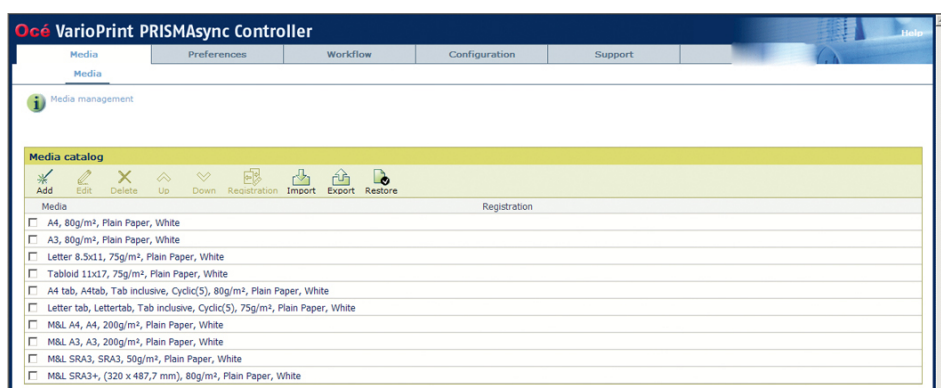 Océ VarioPrint PRISMAsync Controller
Help
Media Preferences Workflow Configuration Support
Media
i Media management
Media catalog
Add Edit Delete Up Down Registration Import Export Restore
Media Registration
A4, 80g/m², Plain Paper, White
A3, 80g/m², Plain Paper, White
Letter 8.5x11, 75g/m², Plain Paper, White
Tabloid 11x17, 75g/m², Plain Paper, White
A4 tab, A4tab, Tab inclusive, Cyclic(5), 80g/m², Plain Paper, White
Letter tab, Lettertab, Tab inclusive, Cyclic(5), 75g/m², Plain Paper, White
M&L A4, A4, 200g/m², Plain Paper, White
M&L A3, A3, 200g/m², Plain Paper, White
M&L SRA3, SRA3, 50g/m², Plain Paper, White
M&L SRA3+, (320 x 487,7 mm), 80g/m², Plain Paper, White